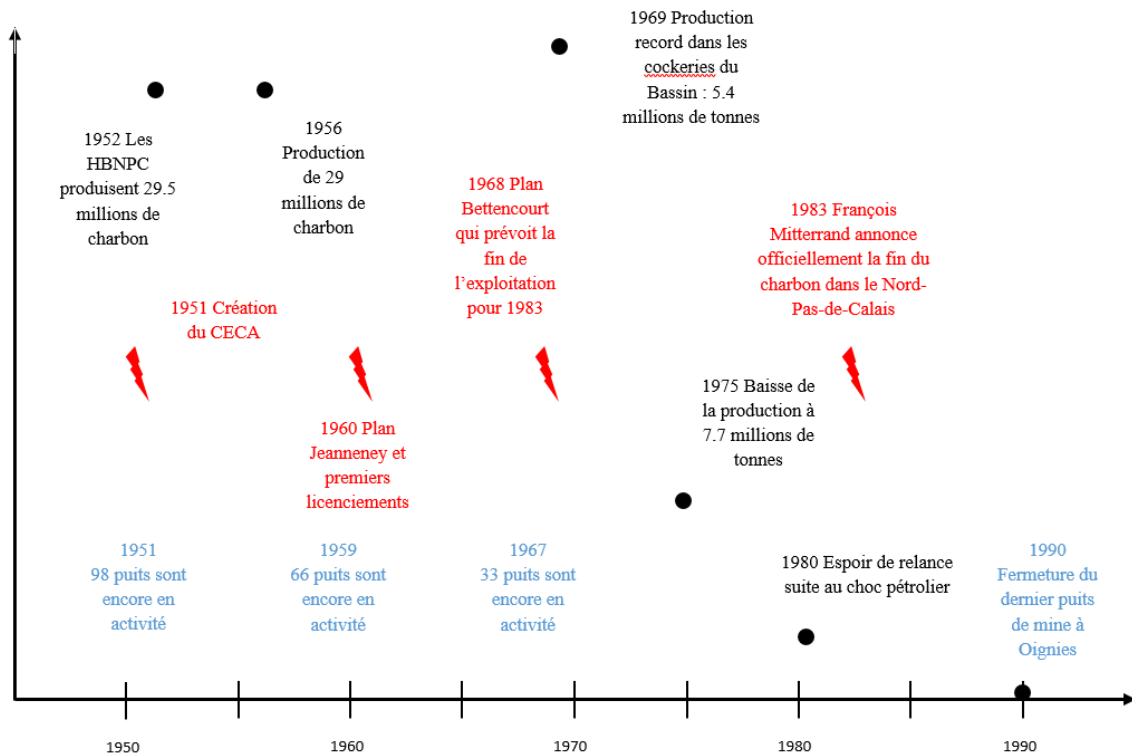 1969 Production
record dans les
cockeries du
Bassin : 5.4
millions de tonnes
1952 Les
HBNPC
produisent 29.5
millions de
charbon
1956
Production
de 29
millions de
charbon
1968 Plan
Bettencourt
qui prévoit la
fin de
l’exploitation
pour 1983
1983 François
Mitterrand annonce
officiellement la fin du
charbon dans le Nord-
Pas-de-Calais
1951 Création
du CECA
1975 Baisse de
la production à
7.7 millions de
tonnes
1960 Plan
Jeanneney et
premiers
licenciements
1951
98 puits sont
encore en
activité
1959
66 puits sont
encore en
activité
1967
33 puits sont
encore en
activité
1980 Espoir de relance
suite au choc pétrolier
1990
Fermeture du
dernier puits
de mine à
Oignies
1950
1960
1970
1980
1990